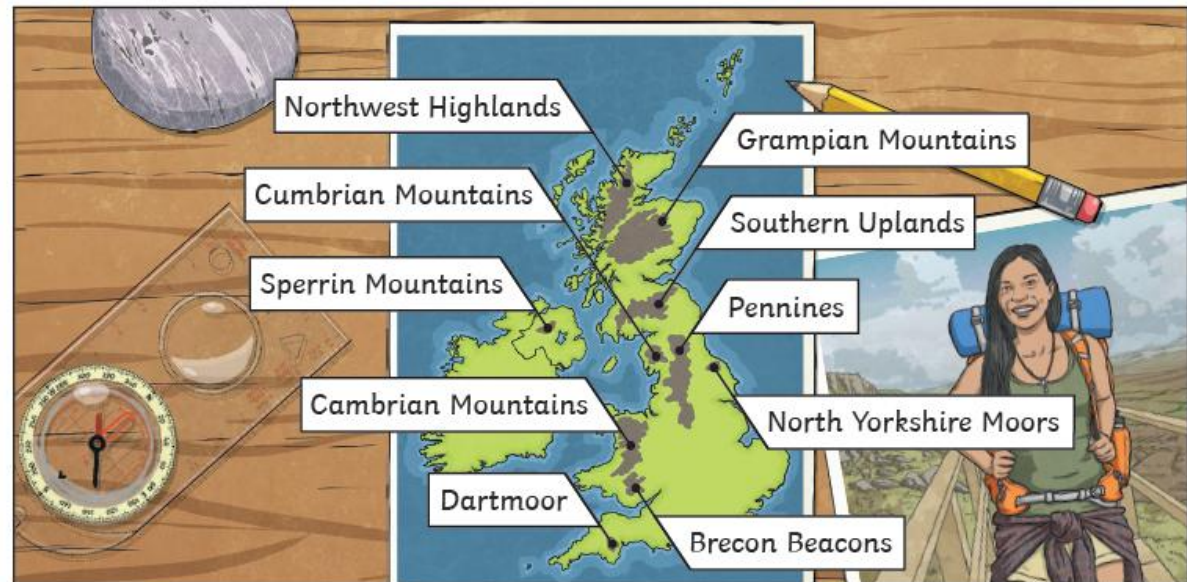 Northwest Highlands
Grampian Mountains
Cumbrian Mountains
Southern Uplands
Sperrin Mountains
Pennines
Cambrian Mountains
North Yorkshire Moors
Dartmoor
Brecon Beacons